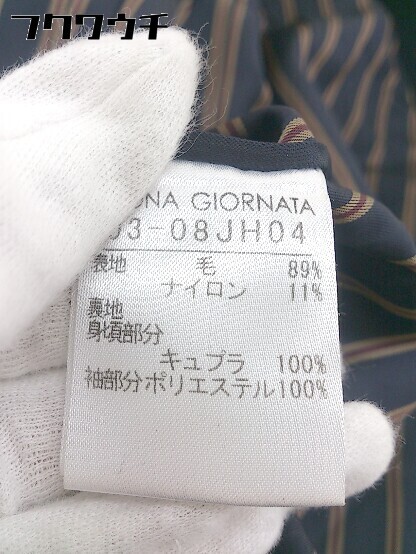 フクワウチ
ONA GIORNATA
33-08JH04
表地 毛 89%
ナイロン 11%
裏地
身頃部分
キュプラ 100%
袖部分ポリエステル100%